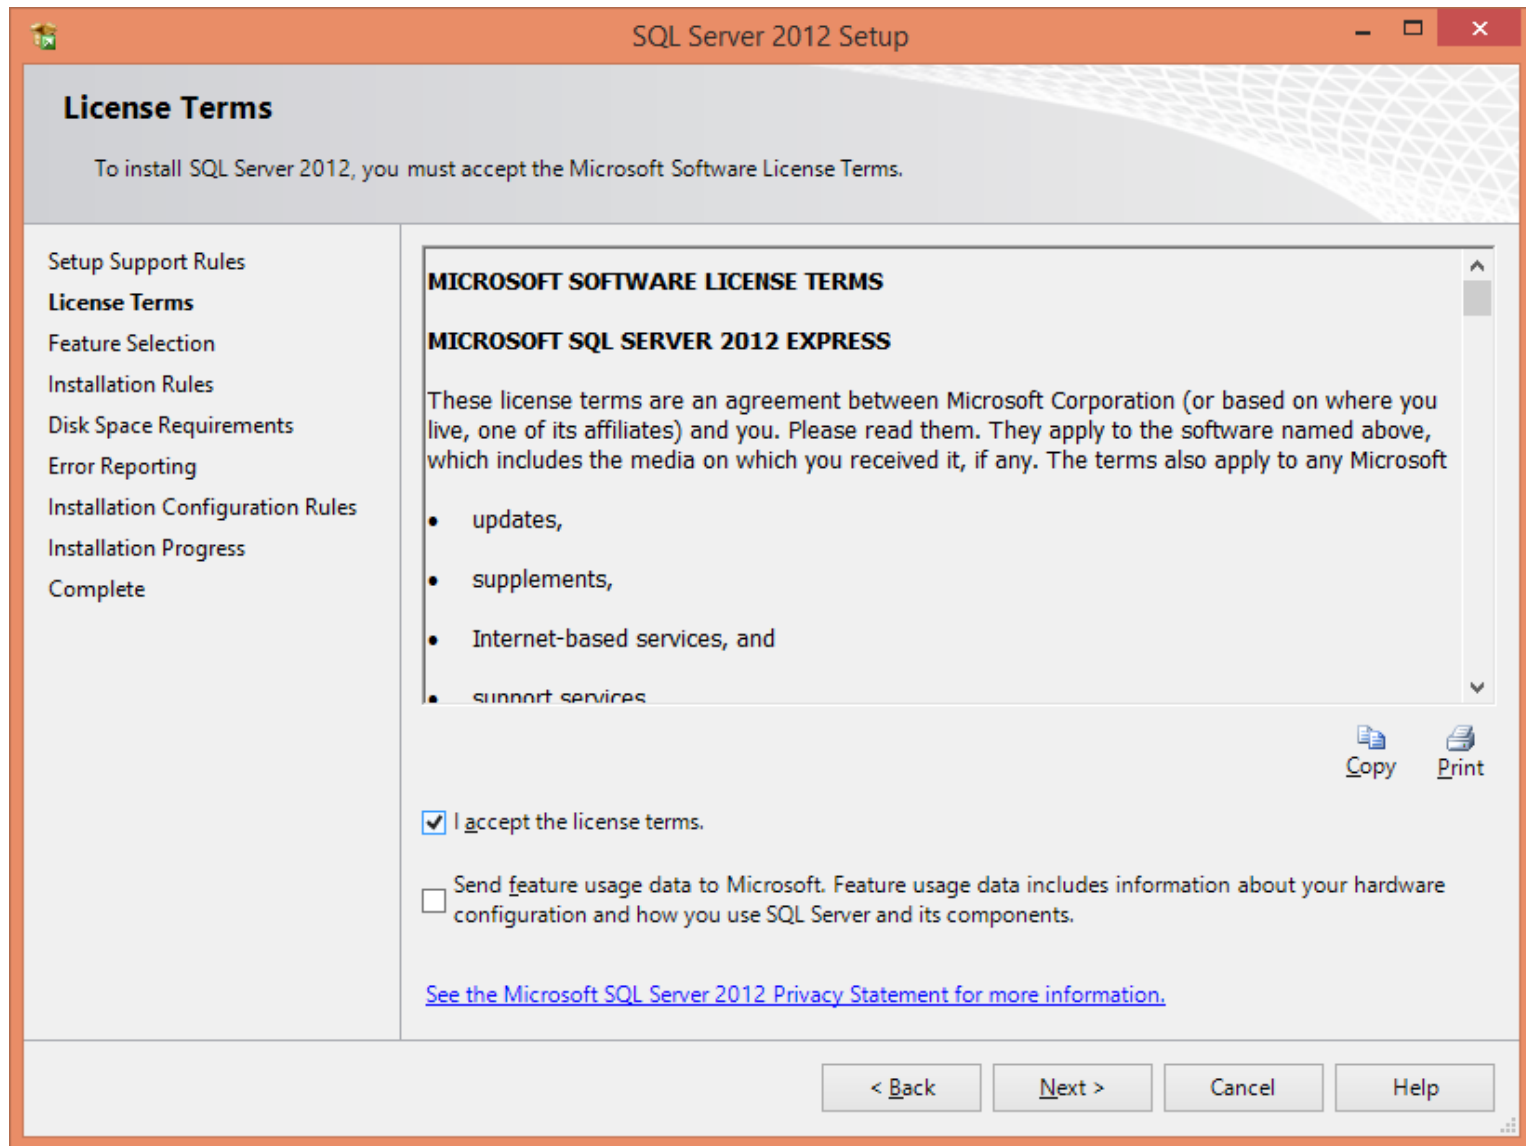 SQL Server 2012 Setup
License Terms
To install SQL Server 2012, you must accept the Microsoft Software License Terms.
Setup Support Rules
License Terms
Feature Selection
Installation Rules
Disk Space Requirements
Error Reporting
Installation Configuration Rules
Installation Progress
Complete
MICROSOFT SOFTWARE LICENSE TERMS
MICROSOFT SQL SERVER 2012 EXPRESS
These license terms are an agreement between Microsoft Corporation (or based on where you
live, one of its affiliates) and you. Please read them. They apply to the software named above,
which includes the media on which you received it, if any. The terms also apply to any Microsoft
• updates,
• supplements,
• Internet-based services, and
• support services
Copy Print
I accept the license terms.
Send feature usage data to Microsoft. Feature usage data includes information about your hardware
configuration and how you use SQL Server and its components.
See the Microsoft SQL Server 2012 Privacy Statement for more information.
< Back Next > Cancel Help